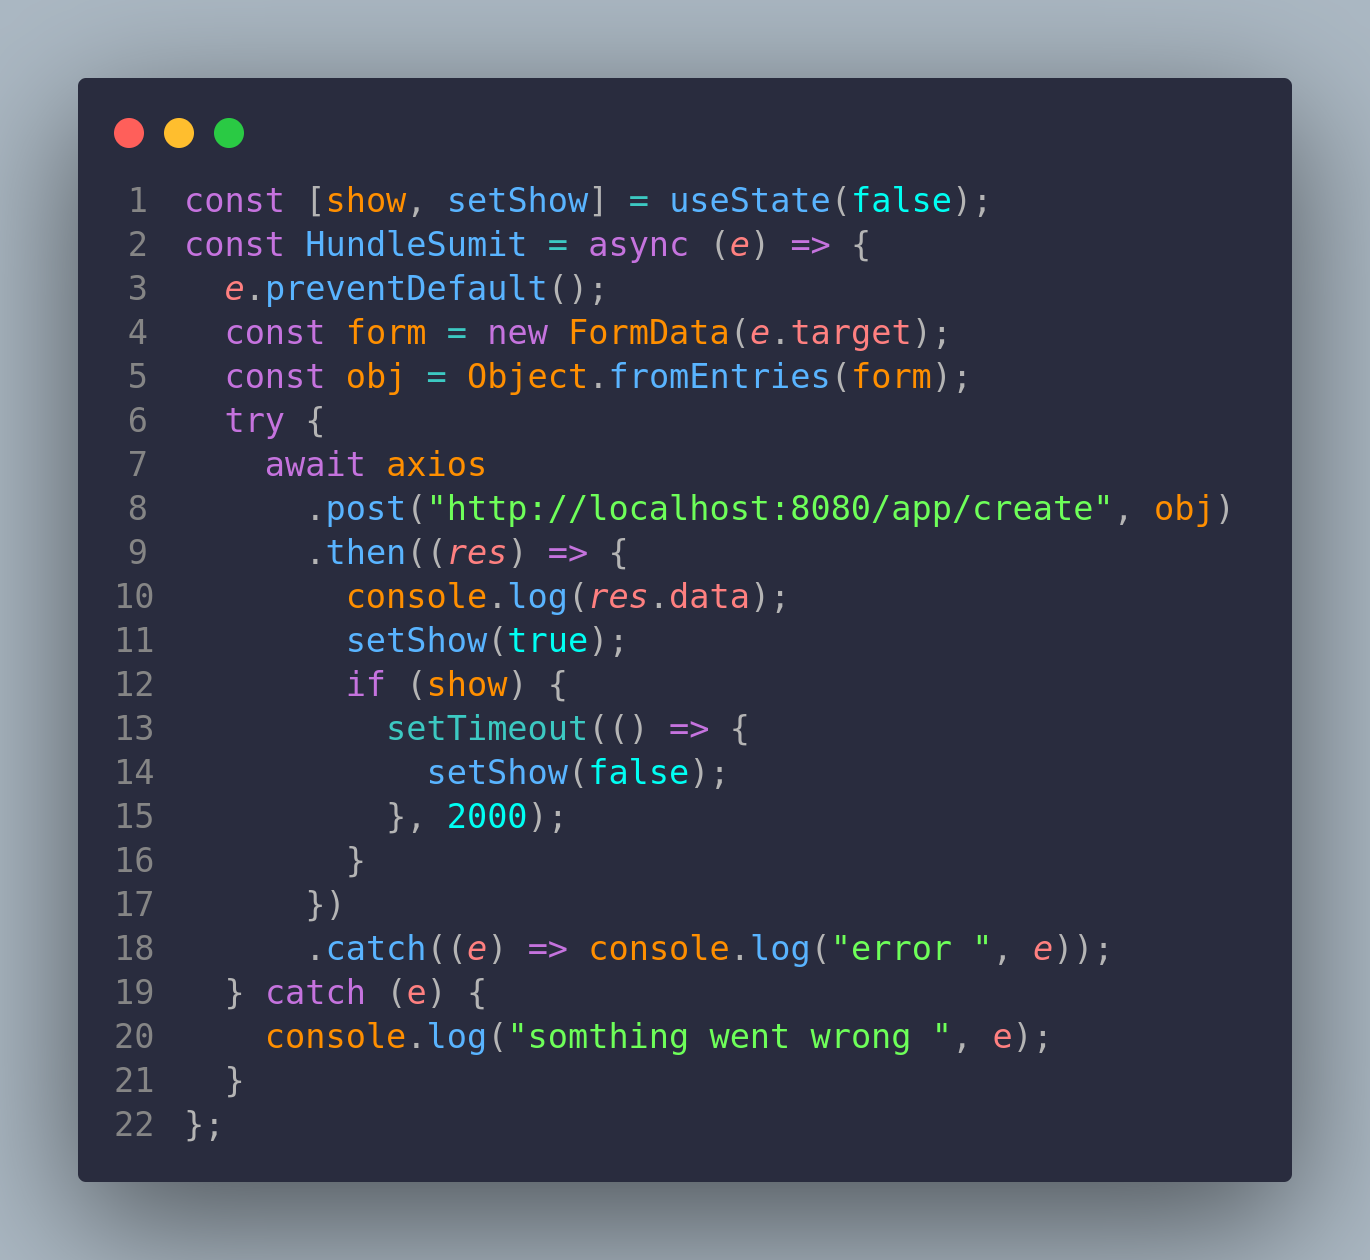 1 const [show, setShow] = useState(false);
2 const HundleSumit = async (e) => {
3   e.preventDefault();
4   const form = new FormData(e.target);
5   const obj = Object.fromEntries(form);
6   try {
7     await axios
8       .post("http://localhost:8080/app/create", obj)
9       .then((res) => {
10         console.log(res.data);
11         setShow(true);
12         if (show) {
13           setTimeout(() => {
14             setShow(false);
15           }, 2000);
16         }
17       })
18       .catch((e) => console.log("error ", e));
19   } catch (e) {
20     console.log("somthing went wrong ", e);
21   }
22 };